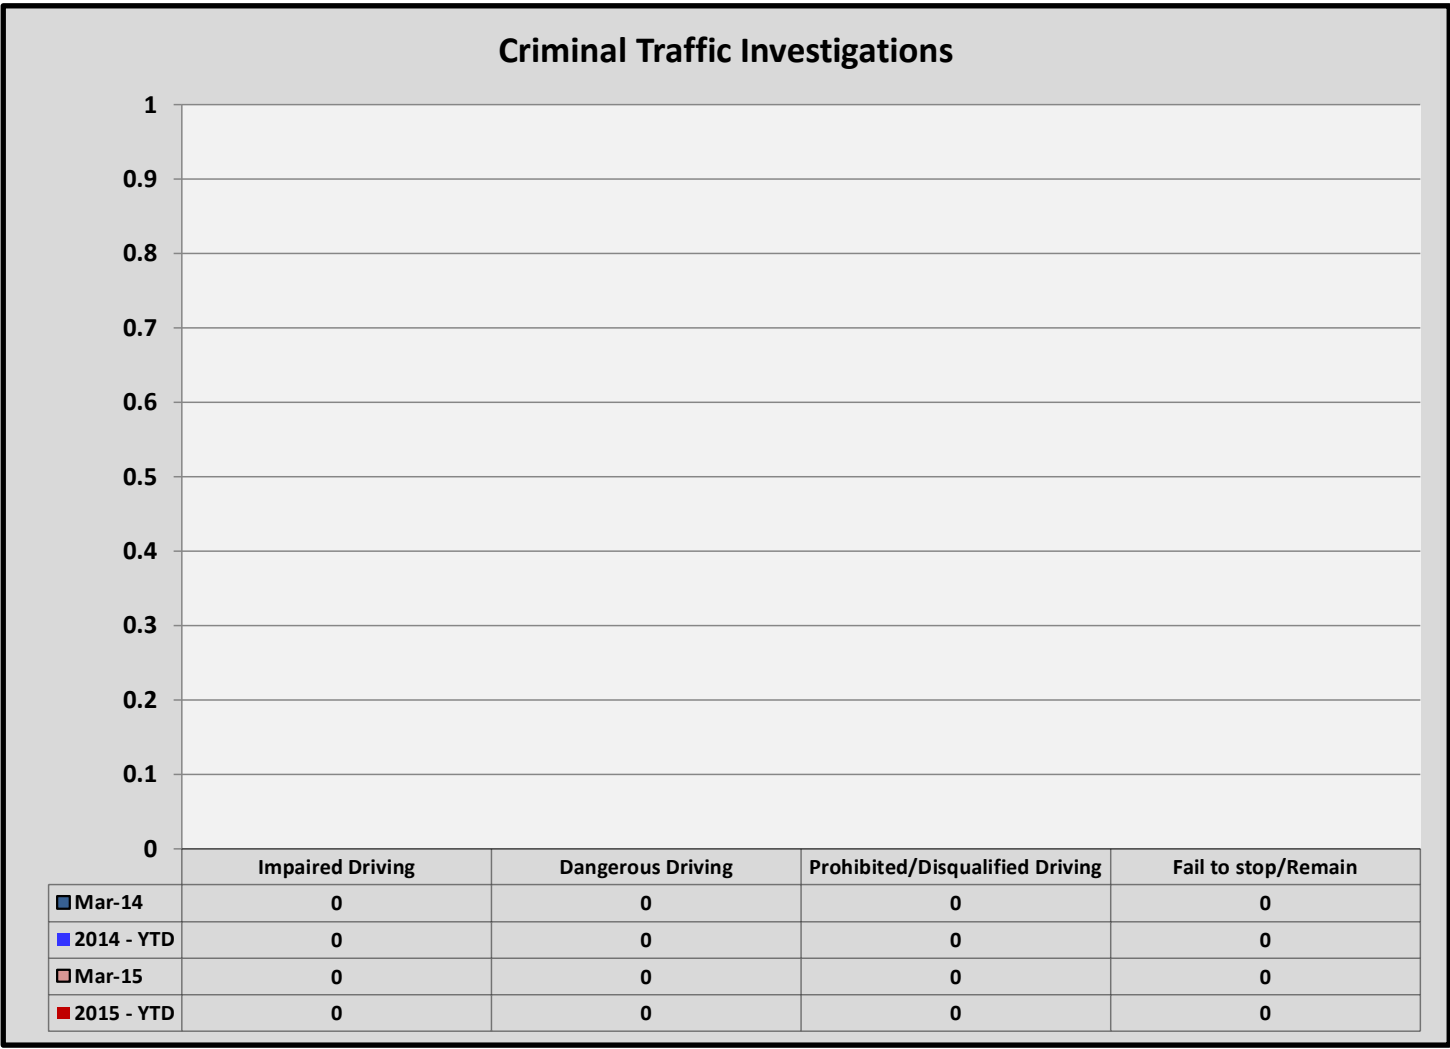 Criminal Traffic Investigations
1
0.9
0.8
0.7
0.6
0.5
0.4
0.3
0.2
0.1
0
Impaired Driving Dangerous Driving Prohibited/Disqualified Driving Fail to stop/Remain
Mar-14 0 0 0 0
2014 - YTD 0 0 0 0
Mar-15 0 0 0 0
2015 - YTD 0 0 0 0